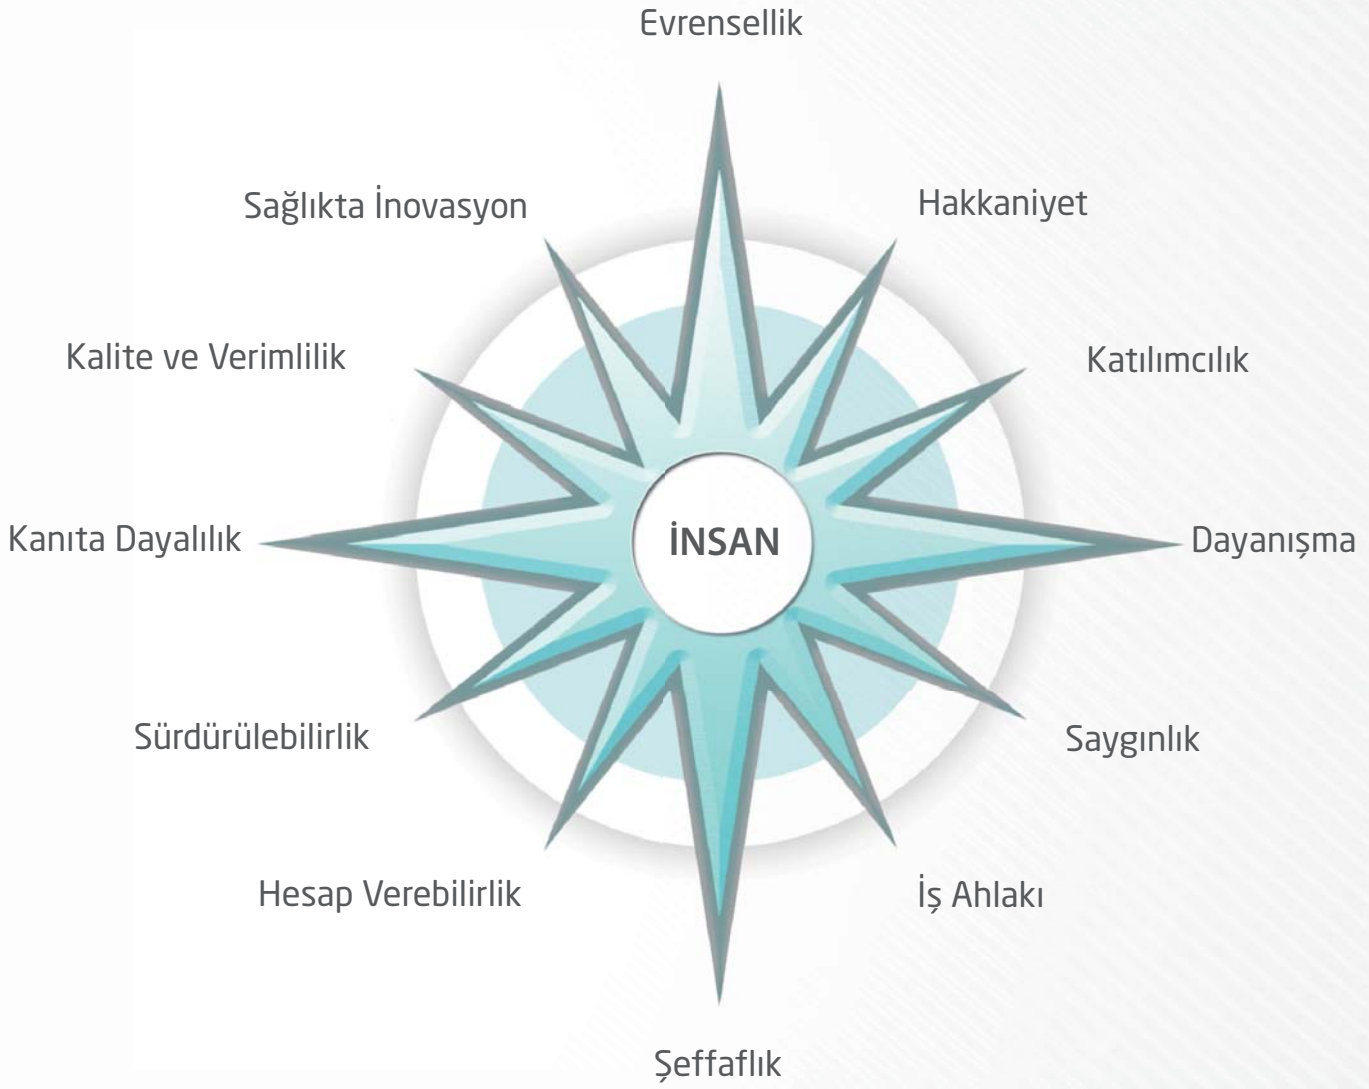 Evrensellik
Sağlıkta İnovasyon
Hakkaniyet
Kalite ve Verimlilik
Katılımcılık
Kanıta Dayalılık
İNSAN
Dayanışma
Sürdürülebilirlik
Saygınlık
Hesap Verebilirlik
İş Ahlakı
Şeffaflık